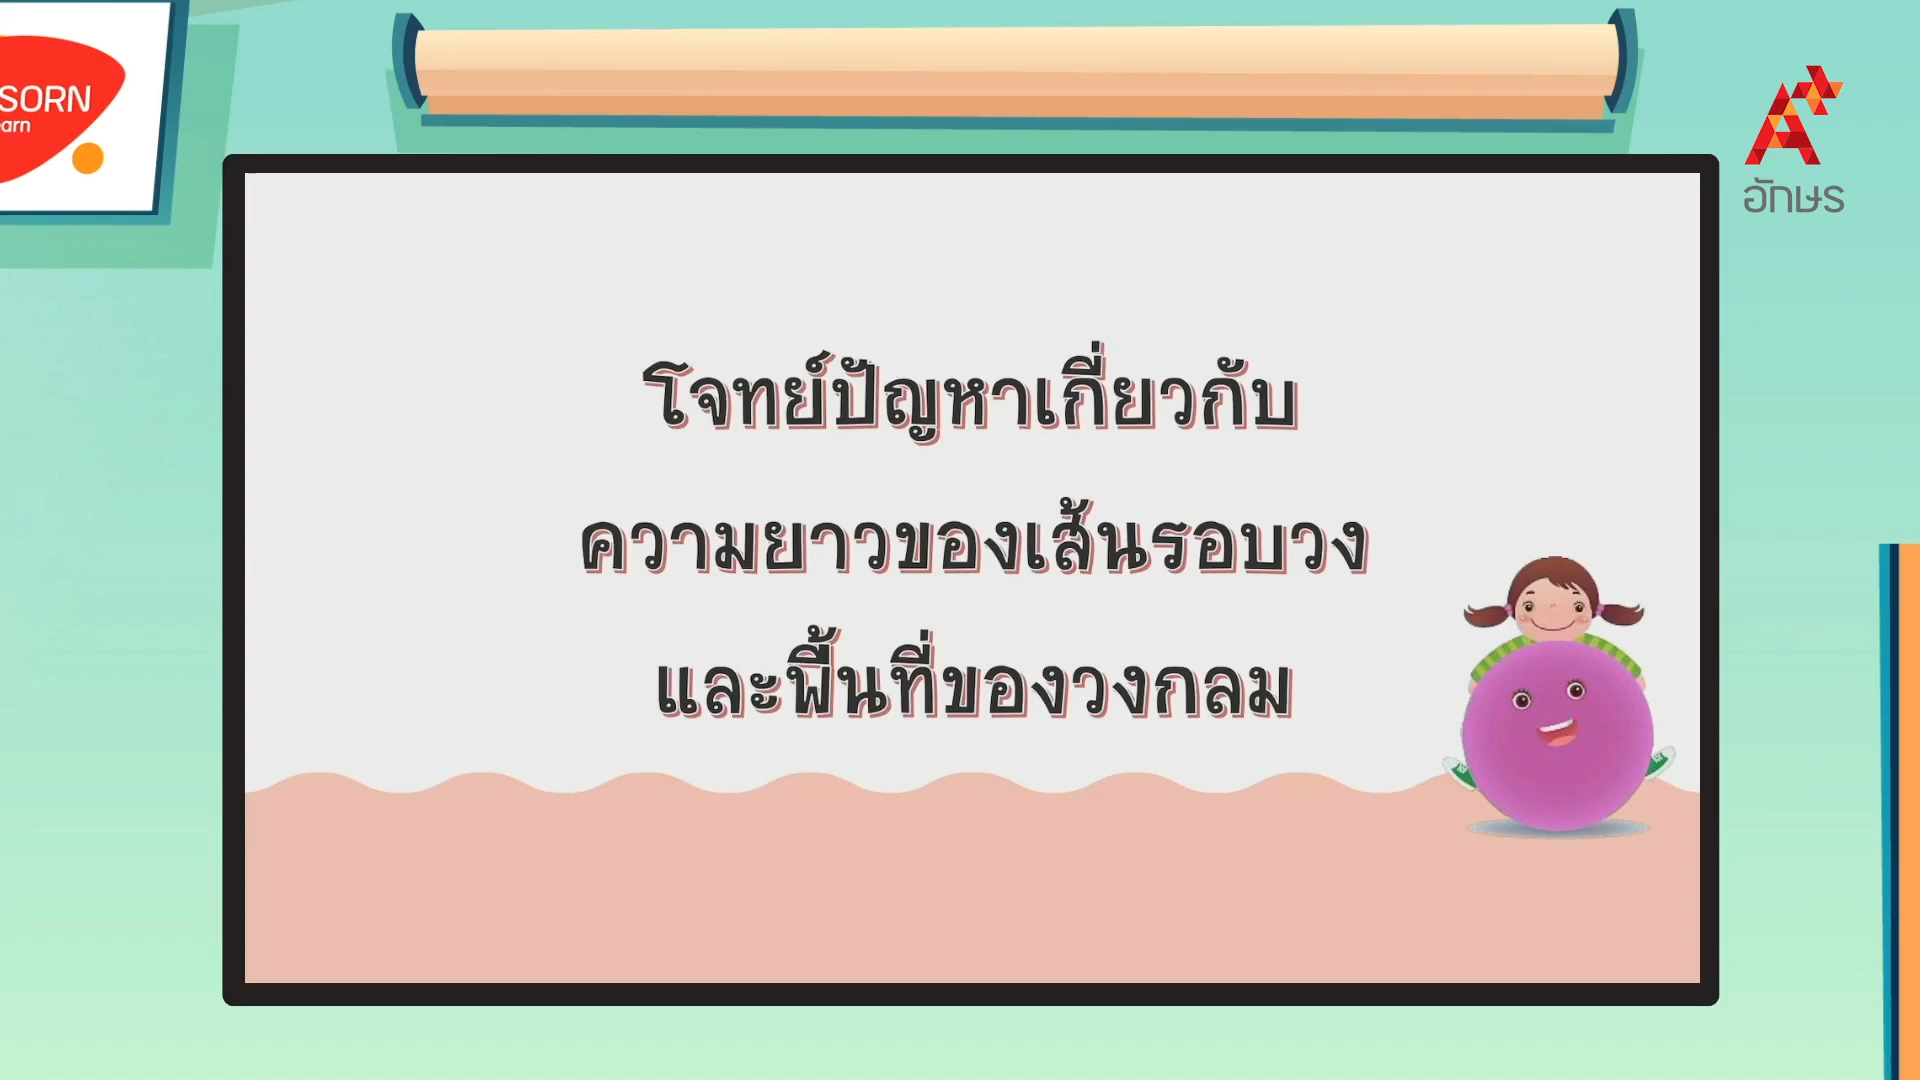 SORN
earn
อักษร
โจทย์ปัญหาเกี่ยวกับ
ความยาวของเส้นรอบวง
และพื้นที่ของวงกลม